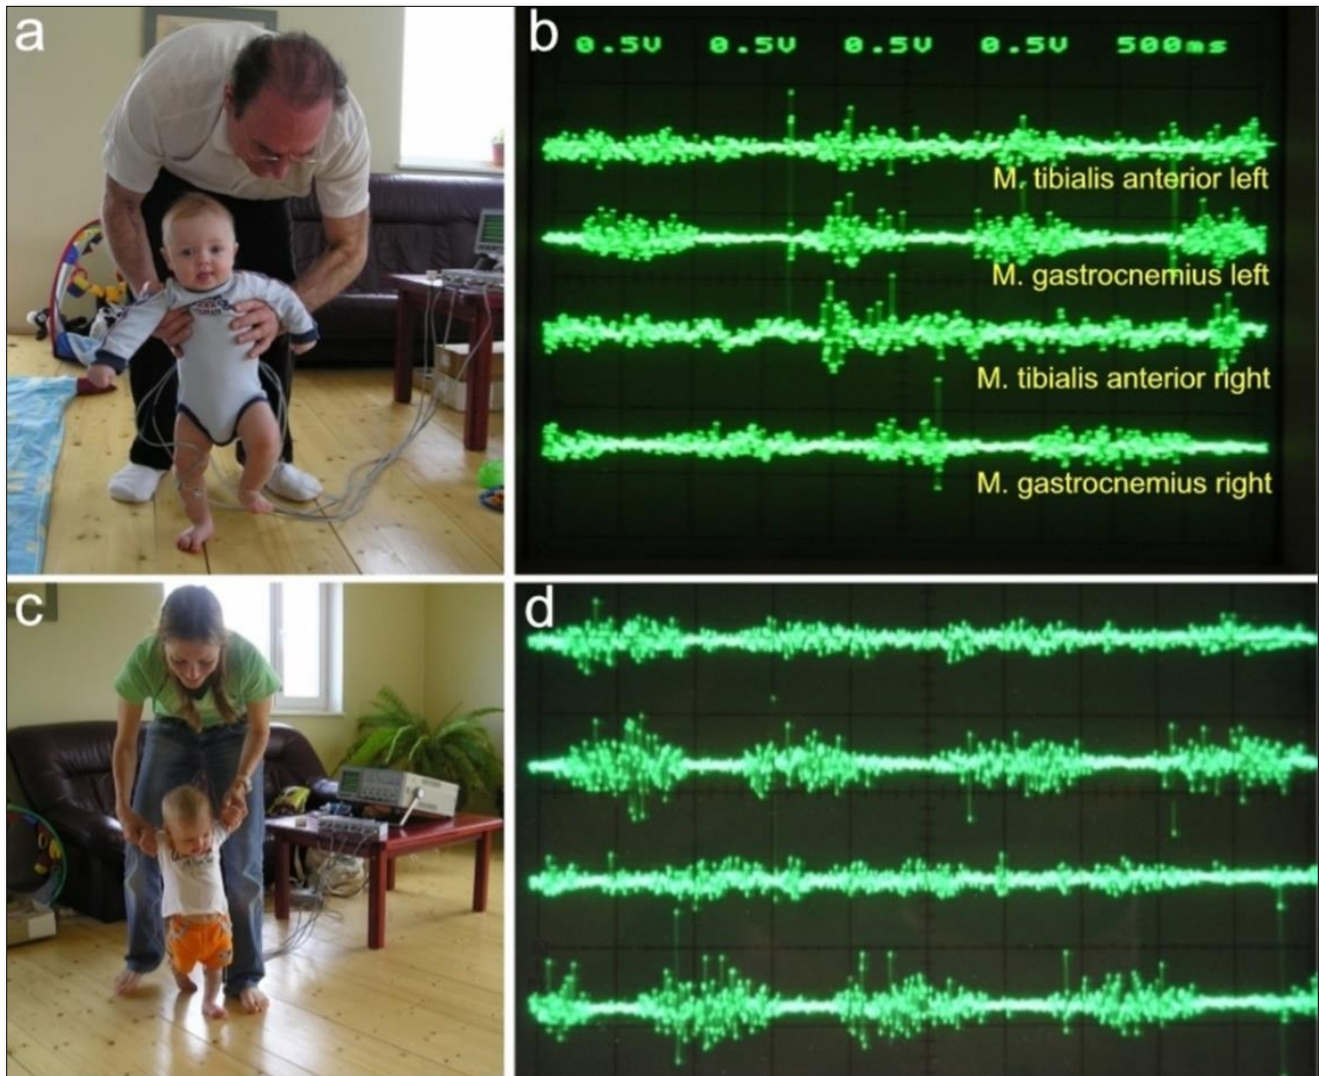 a
b
0.5V 0.5V 0.5V 0.5V 500ms
M. tibialis anterior left
M. gastrocnemius left
M. tibialis anterior right
M. gastrocnemius right
c
d